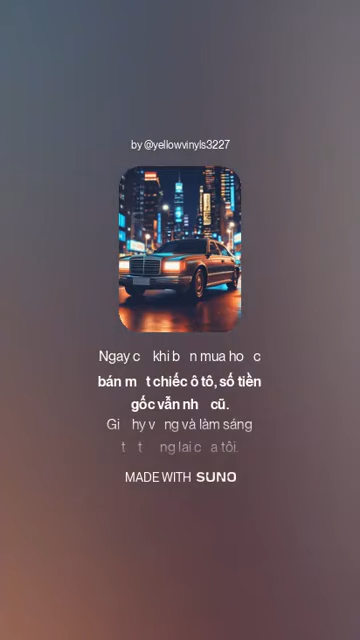 by @yellowvinyls3227
Ngay c khi b n mua ho c
bán m t chiếc ô tô, số tiền
gốc vẫn nh cũ.
Gi hy v ng và làm sáng
t t ng lai c a tôi.
MADE WITH SUNO